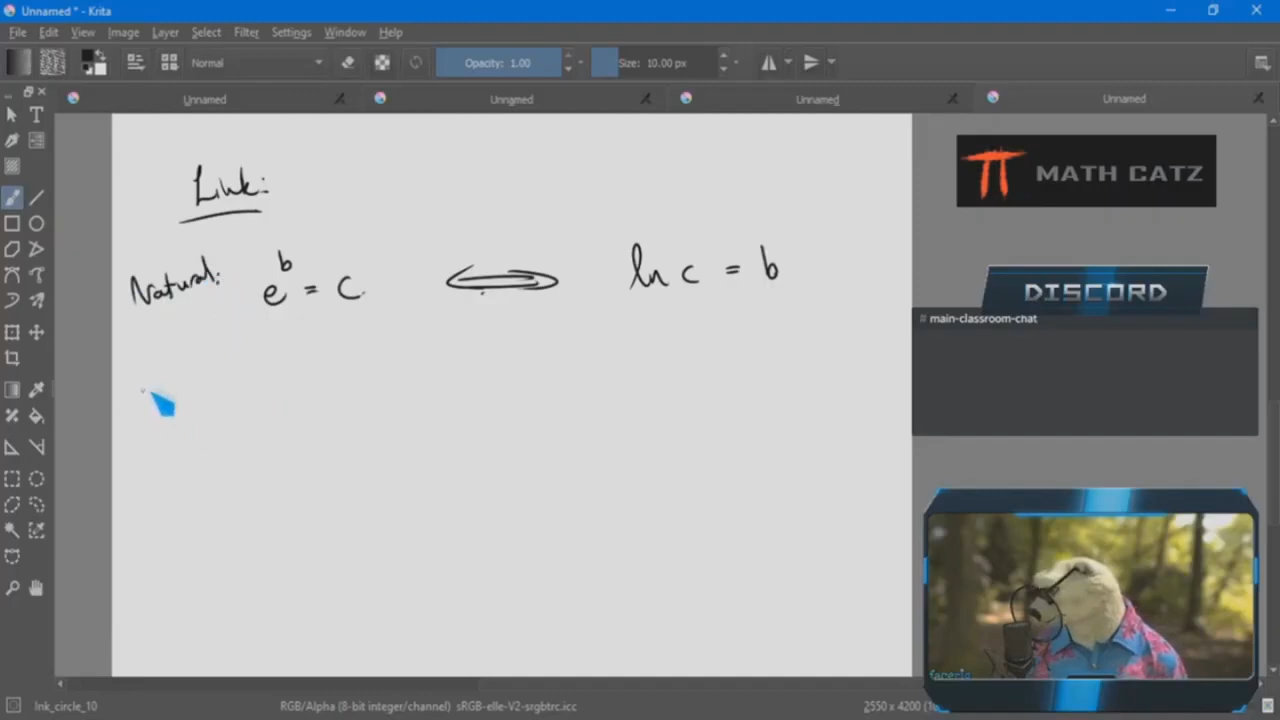 Unnamed * - Krita
File Edit View Image Layer Select Filter Settings Window Help
Normal Opacity: 1.00 Size: 10.00 px
Unnamed Unnamed Unnamed Unnamed
MATH CATZ
Link:
Natural: e^b = c. ⟺ ln c = b
DISCORD
# main-classroom-chat
Ink_circle_10 RGB/Alpha (8-bit integer/channel) sRGB-elle-V2-srgbtrc.icc 2550 x 4200